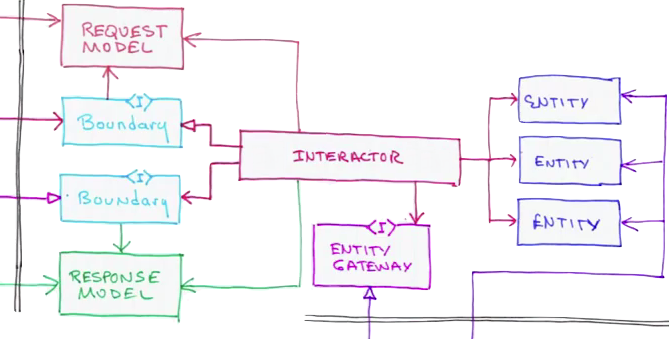 REQUEST
MODEL
<I>
Boundary
<I>
Boundary
RESPONSE
MODEL
INTERACTOR
<I>
ENTITY
GATEWAY
ENTITY
ENTITY
ENTITY